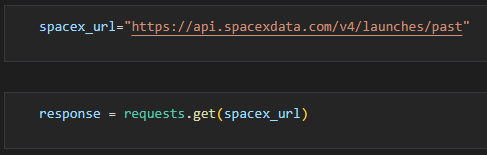 spacex_url="https://api.spacexdata.com/v4/launches/past"
response = requests.get(spacex_url)